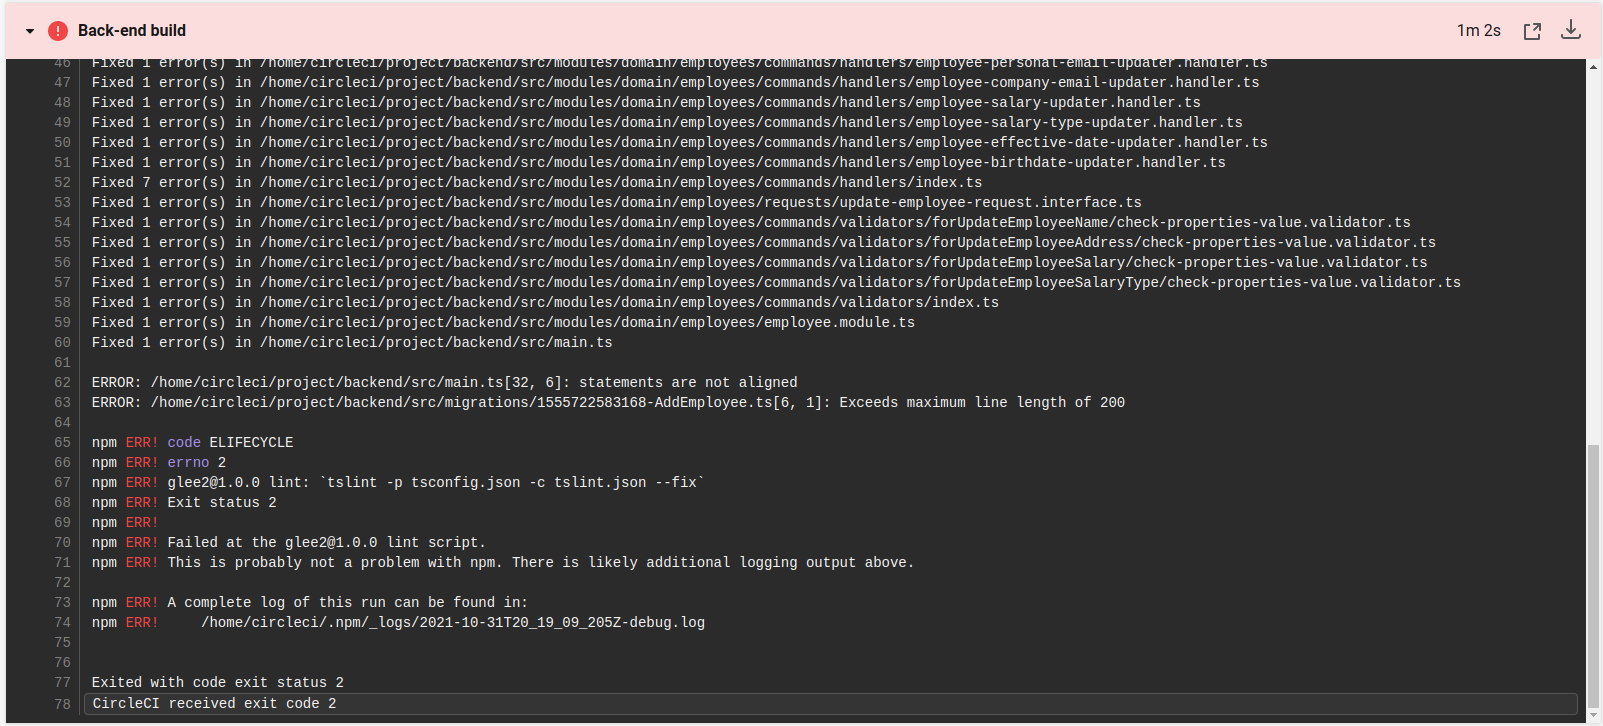 Back-end build 1m 2s
46 Fixed 1 error(s) in /home/circleci/project/backend/src/modules/domain/employees/commands/handlers/employee-personal-email-updater.handler.ts
47 Fixed 1 error(s) in /home/circleci/project/backend/src/modules/domain/employees/commands/handlers/employee-company-email-updater.handler.ts
48 Fixed 1 error(s) in /home/circleci/project/backend/src/modules/domain/employees/commands/handlers/employee-salary-updater.handler.ts
49 Fixed 1 error(s) in /home/circleci/project/backend/src/modules/domain/employees/commands/handlers/employee-salary-type-updater.handler.ts
50 Fixed 1 error(s) in /home/circleci/project/backend/src/modules/domain/employees/commands/handlers/employee-effective-date-updater.handler.ts
51 Fixed 1 error(s) in /home/circleci/project/backend/src/modules/domain/employees/commands/handlers/employee-birthdate-updater.handler.ts
52 Fixed 7 error(s) in /home/circleci/project/backend/src/modules/domain/employees/commands/handlers/index.ts
53 Fixed 1 error(s) in /home/circleci/project/backend/src/modules/domain/employees/requests/update-employee-request.interface.ts
54 Fixed 1 error(s) in /home/circleci/project/backend/src/modules/domain/employees/commands/validators/forUpdateEmployeeName/check-properties-value.validator.ts
55 Fixed 1 error(s) in /home/circleci/project/backend/src/modules/domain/employees/commands/validators/forUpdateEmployeeAddress/check-properties-value.validator.ts
56 Fixed 1 error(s) in /home/circleci/project/backend/src/modules/domain/employees/commands/validators/forUpdateEmployeeSalary/check-properties-value.validator.ts
57 Fixed 1 error(s) in /home/circleci/project/backend/src/modules/domain/employees/commands/validators/forUpdateEmployeeSalaryType/check-properties-value.validator.ts
58 Fixed 1 error(s) in /home/circleci/project/backend/src/modules/domain/employees/commands/validators/index.ts
59 Fixed 1 error(s) in /home/circleci/project/backend/src/modules/domain/employees/employee.module.ts
60 Fixed 1 error(s) in /home/circleci/project/backend/src/main.ts
61
62 ERROR: /home/circleci/project/backend/src/main.ts[32, 6]: statements are not aligned
63 ERROR: /home/circleci/project/backend/src/migrations/1555722583168-AddEmployee.ts[6, 1]: Exceeds maximum line length of 200
64
65 npm ERR! code ELIFECYCLE
66 npm ERR! errno 2
67 npm ERR! glee2@1.0.0 lint: `tslint -p tsconfig.json -c tslint.json --fix`
68 npm ERR! Exit status 2
69 npm ERR!
70 npm ERR! Failed at the glee2@1.0.0 lint script.
71 npm ERR! This is probably not a problem with npm. There is likely additional logging output above.
72
73 npm ERR! A complete log of this run can be found in:
74 npm ERR!     /home/circleci/.npm/_logs/2021-10-31T20_19_09_205Z-debug.log
75
76
77 Exited with code exit status 2
78 CircleCI received exit code 2